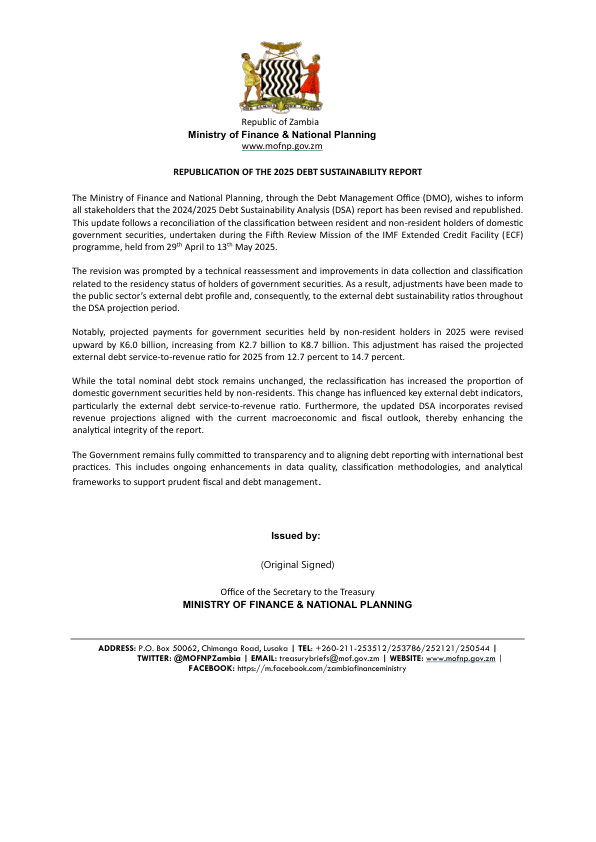 Republic of Zambia
Ministry of Finance & National Planning
www.mofnp.gov.zm
REPUBLICATION OF THE 2025 DEBT SUSTAINABILITY REPORT
The Ministry of Finance and National Planning, through the Debt Management Office (DMO), wishes to inform
all stakeholders that the 2024/2025 Debt Sustainability Analysis (DSA) report has been revised and republished.
This update follows a reconciliation of the classification between resident and non-resident holders of domestic
government securities, undertaken during the Fifth Review Mission of the IMF Extended Credit Facility (ECF)
programme, held from 29th April to 13th May 2025.
The revision was prompted by a technical reassessment and improvements in data collection and classification
related to the residency status of holders of government securities. As a result, adjustments have been made to
the public sector's external debt profile and, consequently, to the external debt sustainability ratios throughout
the DSA projection period.
Notably, projected payments for government securities held by non-resident holders in 2025 were revised
upward by K6.0 billion, increasing from K2.7 billion to K8.7 billion. This adjustment has raised the projected
external debt service-to-revenue ratio for 2025 from 12.7 percent to 14.7 percent.
While the total nominal debt stock remains unchanged, the reclassification has increased the proportion of
domestic government securities held by non-residents. This change has influenced key external debt indicators,
particularly the external debt service-to-revenue ratio. Furthermore, the updated DSA incorporates revised
revenue projections aligned with the current macroeconomic and fiscal outlook, thereby enhancing the
analytical integrity of the report.
The Government remains fully committed to transparency and to aligning debt reporting with international best
practices. This includes ongoing enhancements in data quality, classification methodologies, and analytical
frameworks to support prudent fiscal and debt management.
Issued by:
(Original Signed)
Office of the Secretary to the Treasury
MINISTRY OF FINANCE & NATIONAL PLANNING
ADDRESS: P.O. Box 50062, Chimanga Road, Lusaka | TEL: +260-211-253512/253786/252121/250544 |
TWITTER: @MOFNPZambia | EMAIL: treasurybriefs@mof.gov.zm | WEBSITE: www.mofnp.gov.zm |
FACEBOOK: https://m.facebook.com/zambiafinanceministry